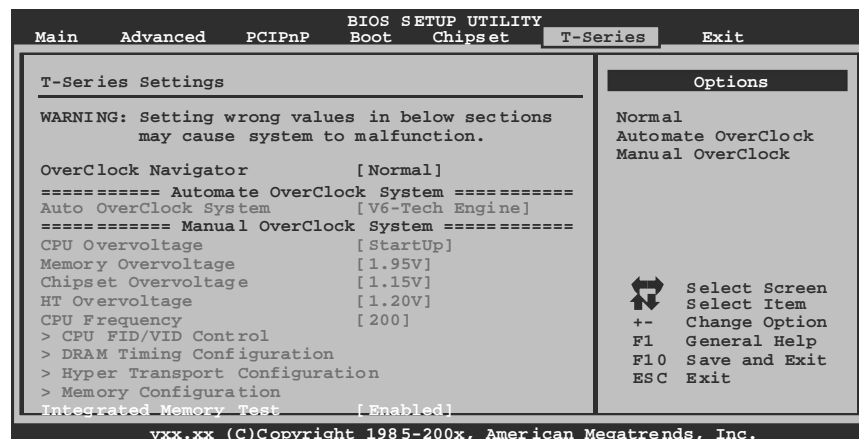 BIOS SETUP UTILITY
Main Advanced PCIPnP Boot Chipset T-Series Exit
T-Series Settings
WARNING: Setting wrong values in below sections
may cause system to malfunction.
OverClock Navigator [Normal]
=========== Automate OverClock System ===========
Auto OverClock System [V6-Tech Engine]
============ Manual OverClock System ============
CPU Overvoltage [StartUp]
Memory Overvoltage [1.95V]
Chipset Overvoltage [1.15V]
HT Overvoltage [1.20V]
CPU Frequency [200]
> CPU FID/VID Control
> DRAM Timing Configuration
> Hyper Transport Configuration
> Memory Configuration
Integrated Memory Test [Enabled]
Options
Normal
Automate OverClock
Manual OverClock
Select Screen
Select Item
+- Change Option
F1 General Help
F10 Save and Exit
ESC Exit
vxx.xx (C)Copyright 1985-200x, American Megatrends, Inc.